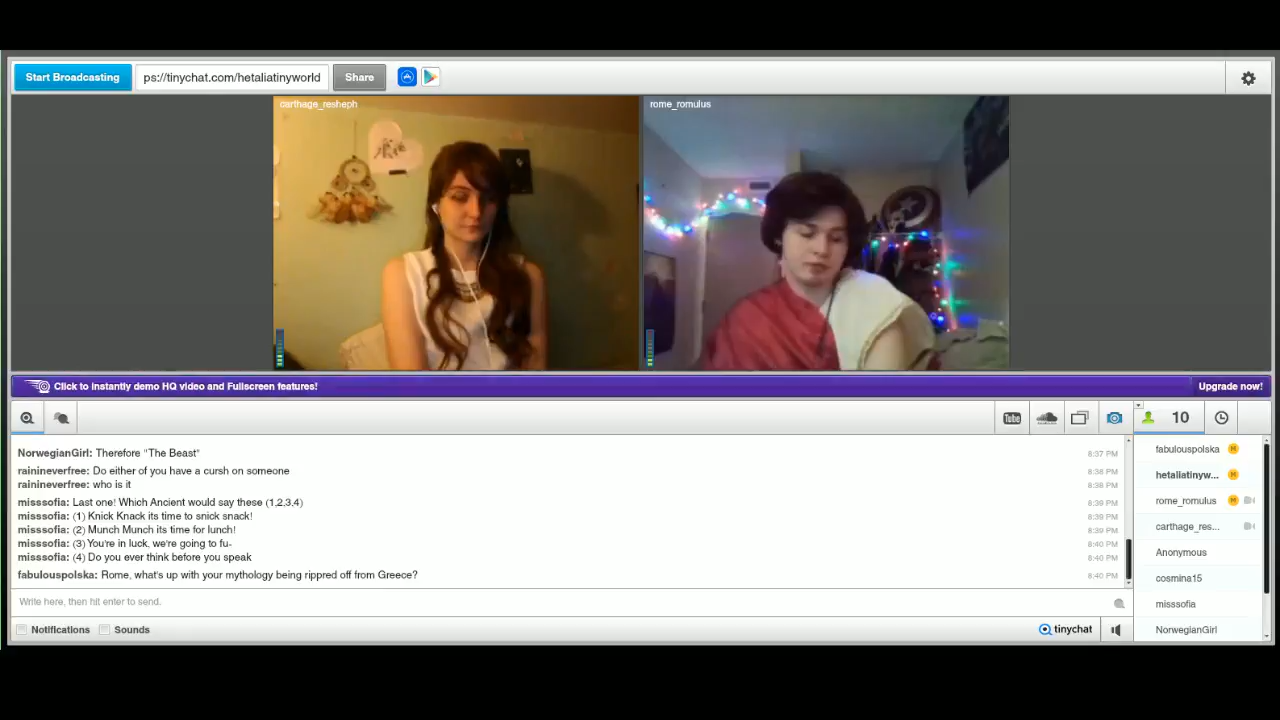 Start Broadcasting
ps://tinychat.com/hetaliatinyworld
Share
carthage_resheph
rome_romulus
Click to instantly demo HQ video and Fullscreen features!
Upgrade now!
You Tube
10
NorwegianGirl: Therefore "The Beast"
8:37 PM
rainineverfree: Do either of you have a cursh on someone
8:38 PM
rainineverfree: who is it
8:38 PM
misssofia: Last one! Which Ancient would say these (1,2,3,4)
8:39 PM
misssofia: (1) Knick Knack its time to snick snack!
8:39 PM
misssofia: (2) Munch Munch its time for lunch!
8:39 PM
misssofia: (3) You're in luck, we're going to fu-
8:40 PM
misssofia: (4) Do you ever think before you speak
8:40 PM
fabulouspolska: Rome, what's up with your mythology being rippred off from Greece?
8:40 PM
fabulouspolska M
hetaliatinyw... M
rome_romulus M
carthage_res...
Anonymous
cosmina15
misssofia
NorwegianGirl
Write here, then hit enter to send.
Notifications
Sounds
tinychat